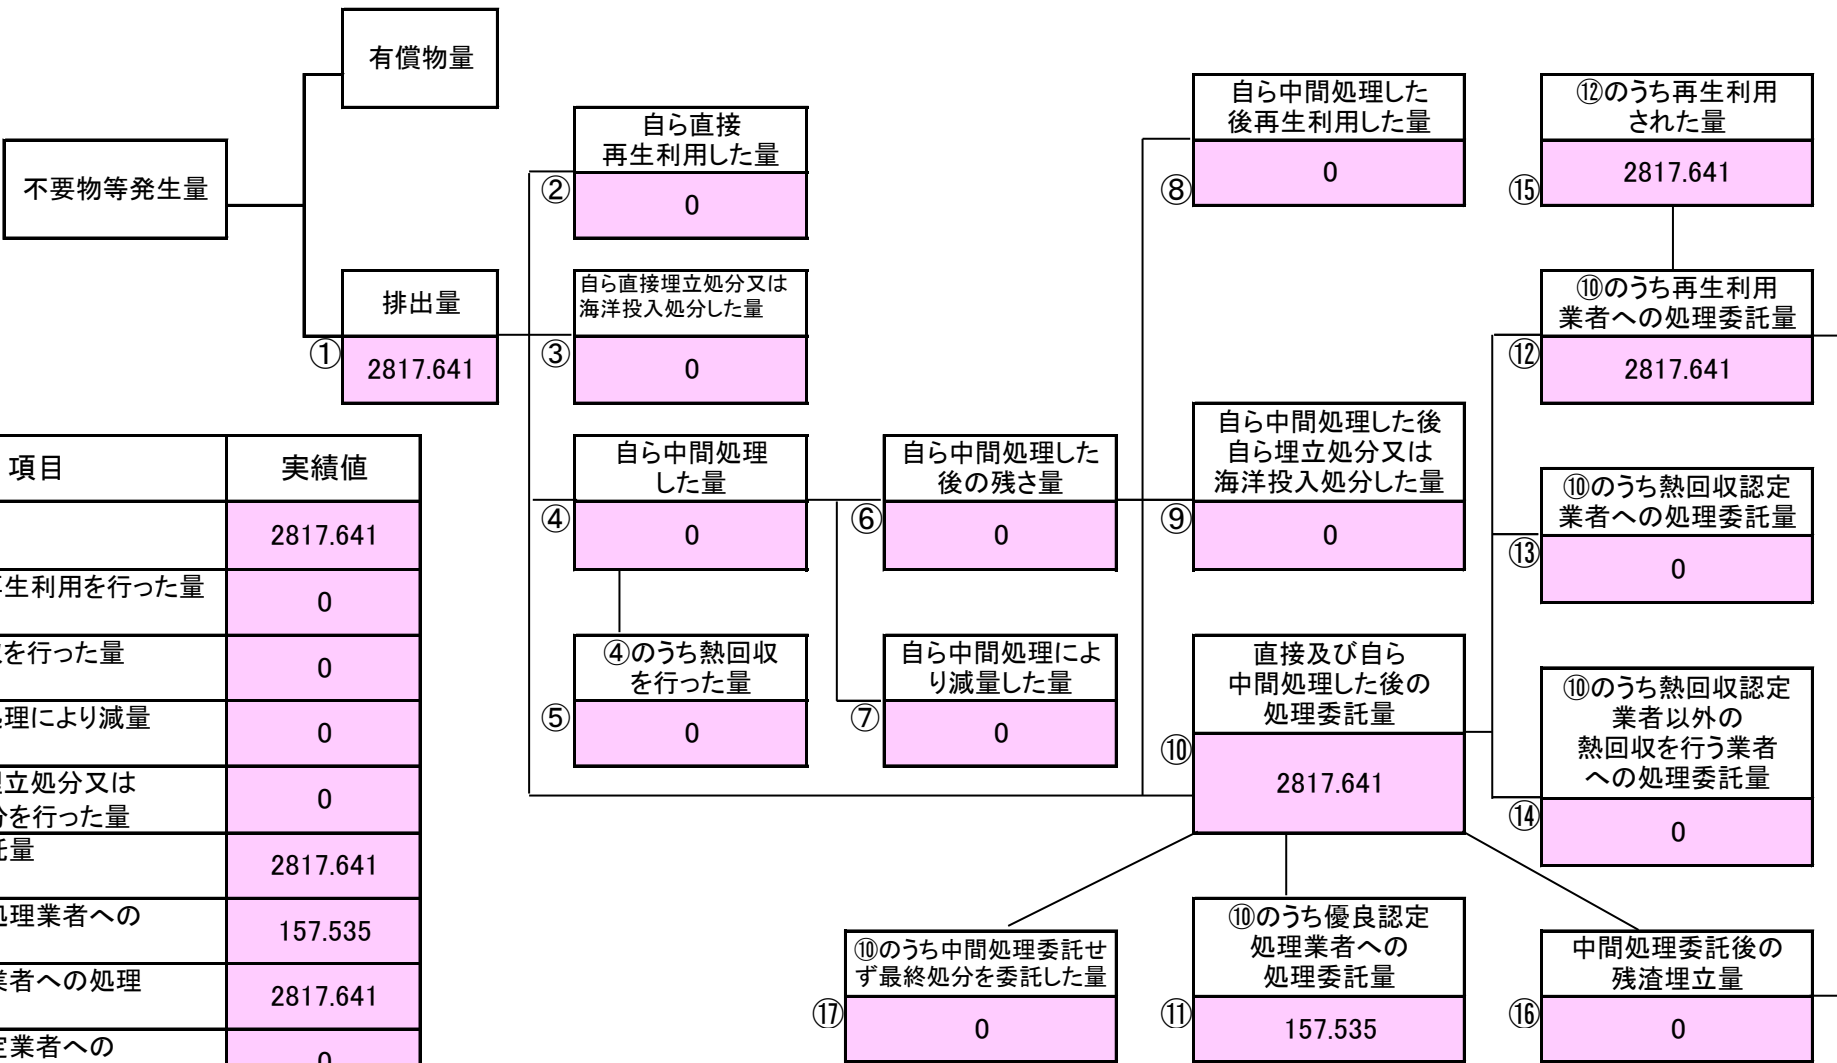 有償物量
不要物等発生量
排出量
①
2817.641
自ら直接
再生利用した量
②
0
自ら直接埋立処分又は
海洋投入処分した量
③
0
自ら中間処理
した量
④
0
④のうち熱回収
を行った量
⑤
0
自ら中間処理した
後の残さ量
⑥
0
自ら中間処理によ
り減量した量
⑦
0
自ら中間処理した
後再生利用した量
⑧
0
自ら中間処理した後
自ら埋立処分又は
海洋投入処分した量
⑨
0
直接及び自ら
中間処理した後の
処理委託量
⑩
2817.641
⑩のうち優良認定
処理業者への
処理委託量
⑪
157.535
⑫のうち再生利用
された量
⑮
2817.641
⑩のうち再生利用
業者への処理委託量
⑫
2817.641
⑩のうち熱回収認定
業者への処理委託量
⑬
0
⑩のうち熱回収認定
業者以外の
熱回収を行う業者
への処理委託量
⑭
0
中間処理委託後の
残渣埋立量
⑯
0
⑩のうち中間処理委託せ
ず最終処分を委託した量
⑰
0
項目 実績値
2817.641
生利用を行った量
0
を行った量
0
理により減量
0
立処分又は
を行った量
0
量
2817.641
処理業者への
157.535
業者への処理
2817.641
業者への
0